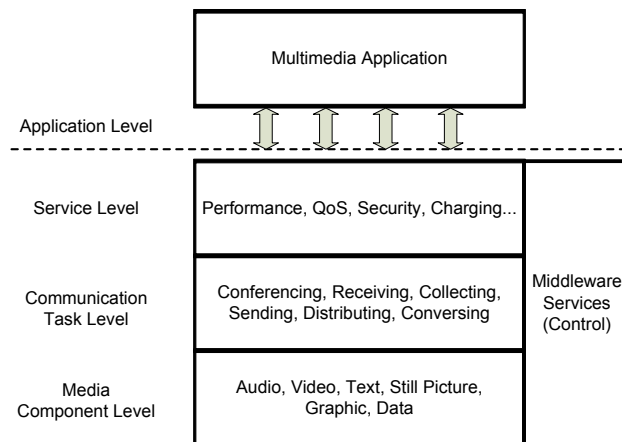 Multimedia Application
Application Level
Service Level
Performance, QoS, Security, Charging...
Communication
Task Level
Conferencing, Receiving, Collecting,
Sending, Distributing, Conversing
Middleware
Services
(Control)
Media
Component Level
Audio, Video, Text, Still Picture,
Graphic, Data